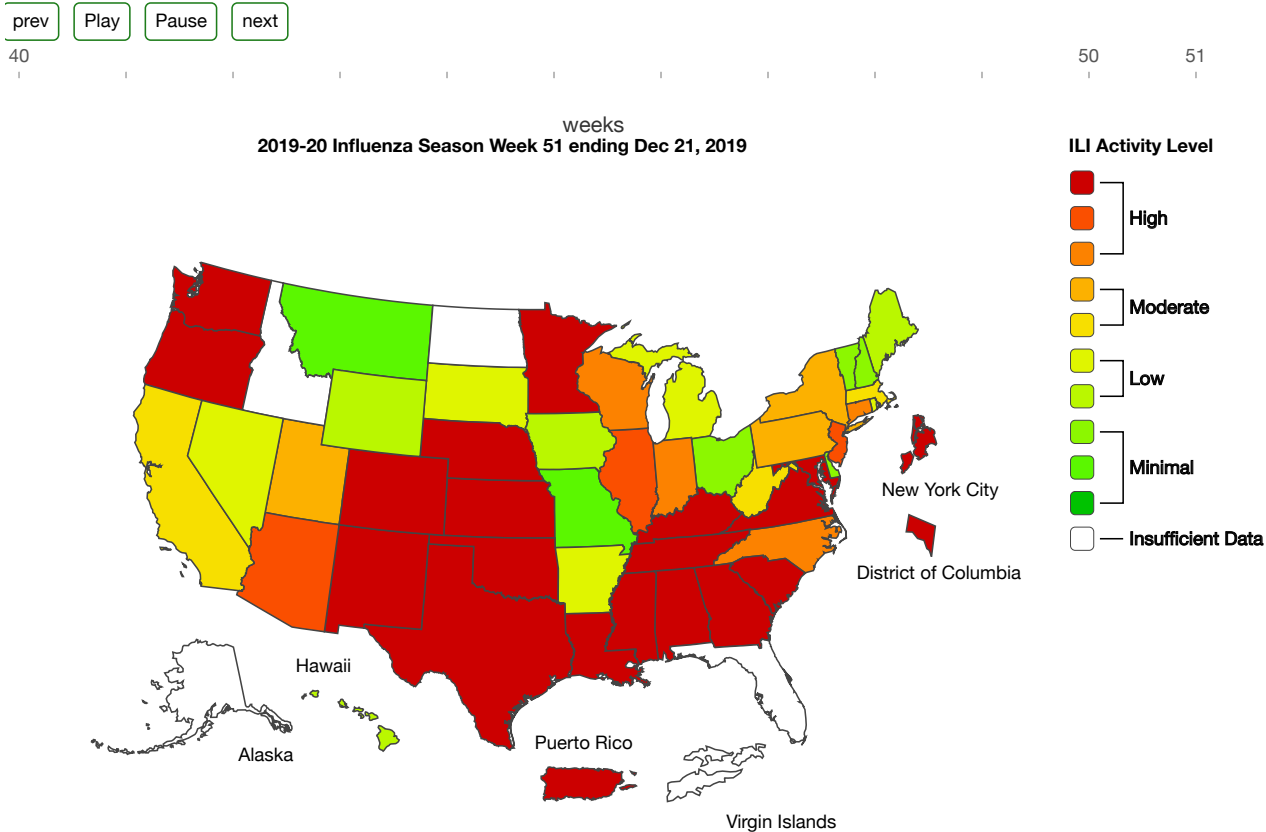 prev Play Pause next
40 50 51
weeks
2019-20 Influenza Season Week 51 ending Dec 21, 2019
ILI Activity Level
High
Moderate
Low
Minimal
Insufficient Data
New York City
District of Columbia
Hawaii
Alaska
Puerto Rico
Virgin Islands